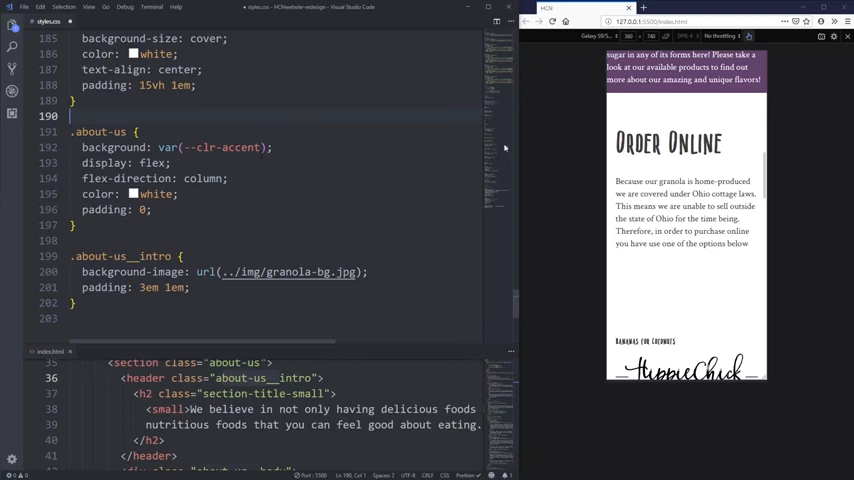 File Edit Selection View Go Debug Terminal Help
● styles.css - HCNwebsite-redesign - Visual Studio Code
styles.css ●
185 background-size: cover;
186 color: white;
187 text-align: center;
188 padding: 15vh 1em;
189 }
190
191 .about-us {
192 background: var(--clr-accent);
193 display: flex;
194 flex-direction: column;
195 color: white;
196 padding: 0;
197 }
198
199 .about-us__intro {
200 background-image: url(../img/granola-bg.jpg);
201 padding: 3em 1em;
202 }
203
index.html ×
35 <section class="about-us">
36 <header class="about-us__intro">
37 <h2 class="section-title-small">
38 <small>We believe in not only having delicious foods
39 nutritious foods that you can feel good about eating.
40 </h2>
41 </header>
42 <div class="about-us__body">
Port : 5500 Ln 190, Col 1 Spaces: 2 UTF-8 CRLF CSS Prettier: ✓
HCN
127.0.0.1:5500/index.html
Galaxy S9/S... 360 × 740 DPR: 4 No throttling
sugar in any of its forms here! Please take a
look at our available products to find out
more about our amazing and unique flavors!
Order Online
Because our granola is home-produced
we are covered under Ohio cottage laws.
This means we are unable to sell outside
the state of Ohio for the time being.
Therefore, in order to purchase online
you have use one of the options below
Bananas for Coconuts
HippieChick